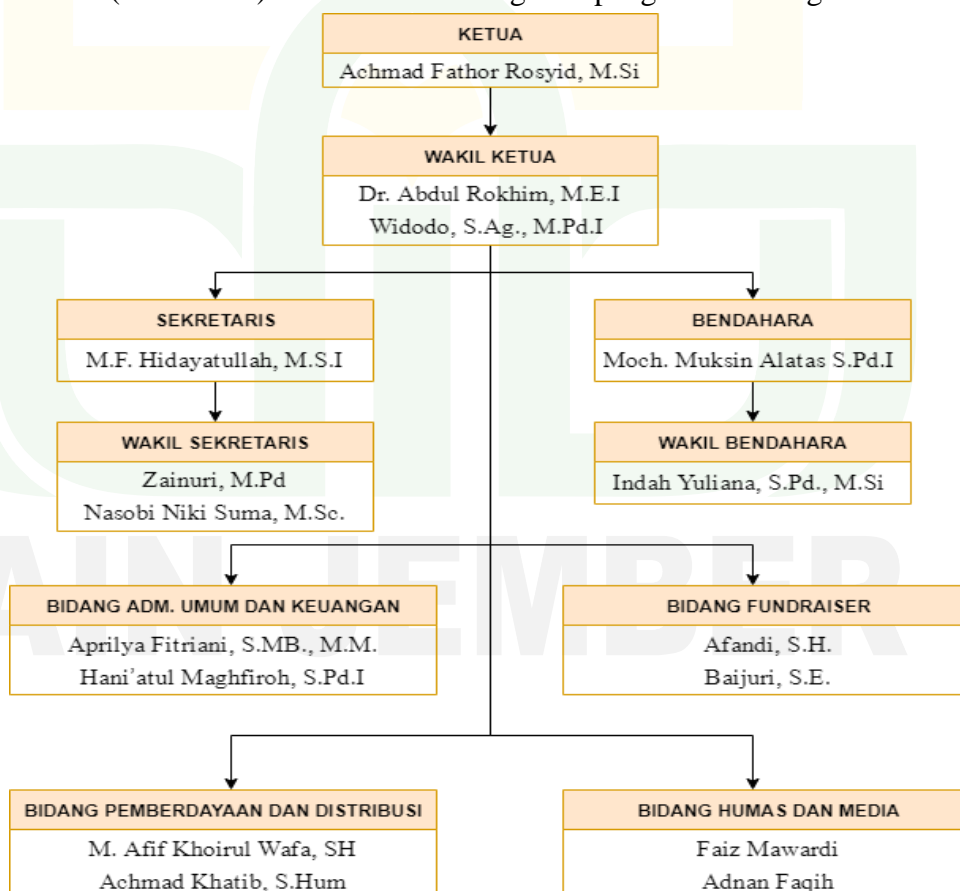 KETUA
Achmad Fathor Rosyid, M.Si
WAKIL KETUA
Dr. Abdul Rokhim, M.E.I
Widodo, S.Ag., M.Pd.I
SEKRETARIS
M.F. Hidayatullah, M.S.I
BENDAHARA
Moch. Muksin Alatas S.Pd.I
WAKIL SEKRETARIS
Zainuri, M.Pd
Nasobi Niki Suma, M.Sc.
WAKIL BENDAHARA
Indah Yuliana, S.Pd., M.Si
BIDANG ADM. UMUM DAN KEUANGAN
Aprilya Fitriani, S.MB., M.M.
Hani’atul Maghfiroh, S.Pd.I
BIDANG FUNDRAISER
Afandi, S.H.
Baijuri, S.E.
BIDANG PEMBERDAYAAN DAN DISTRIBUSI
M. Afif Khoirul Wafa, SH
Achmad Khatib, S.Hum
BIDANG HUMAS DAN MEDIA
Faiz Mawardi
Adnan Faqih
IAIN JEMBER